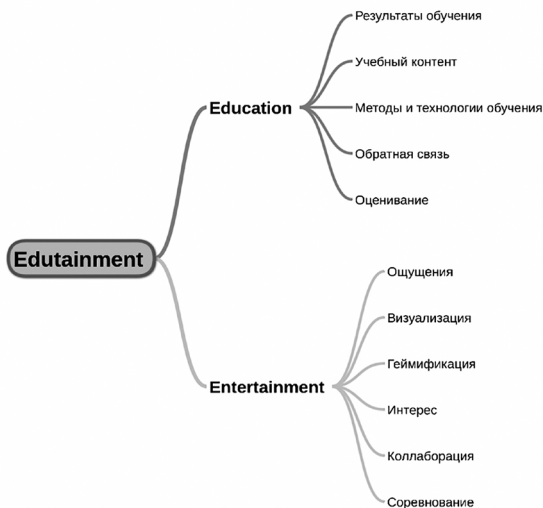 Edutainment
Education
Результаты обучения
Учебный контент
Методы и технологии обучения
Обратная связь
Оценивание
Entertainment
Ощущения
Визуализация
Геймификация
Интерес
Коллаборация
Соревнование